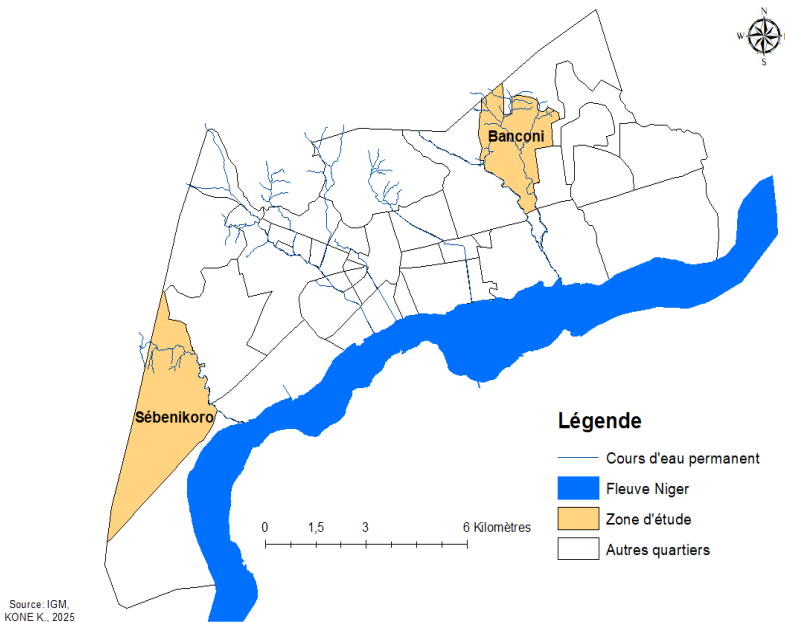 N
W
E
S
Banconi
Sébenikoro
Légende
Cours d'eau permanent
Fleuve Niger
Zone d'étude
Autres quartiers
0 1,5 3 6 Kilomètres
Source: IGM,
KONE K., 2025